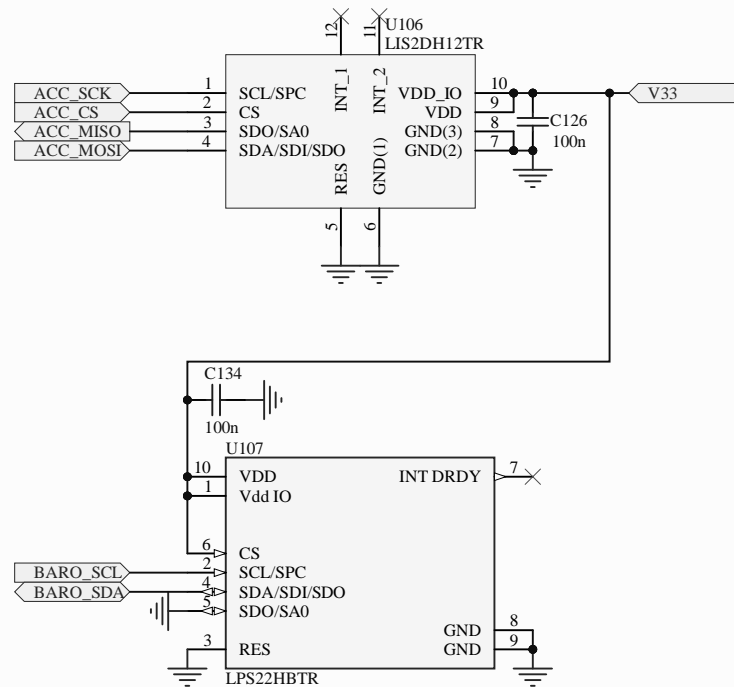 12
11
U106
LIS2DH12TR
ACC_SCK 1 SCL/SPC INT_1 INT_2 VDD_IO 10 V33
ACC_CS 2 CS VDD 9
ACC_MISO 3 SDO/SA0 GND(3) 8 C126
ACC_MOSI 4 SDA/SDI/SDO GND(2) 7 100n
RES GND(1)
5 6
C134
100n
U107
10 VDD INT DRDY 7
1 Vdd IO
6 CS
BARO_SCL 2 SCL/SPC
BARO_SDA 4 SDA/SDI/SDO
5 SDO/SA0
GND 8
3 RES GND 9
LPS22HBTR